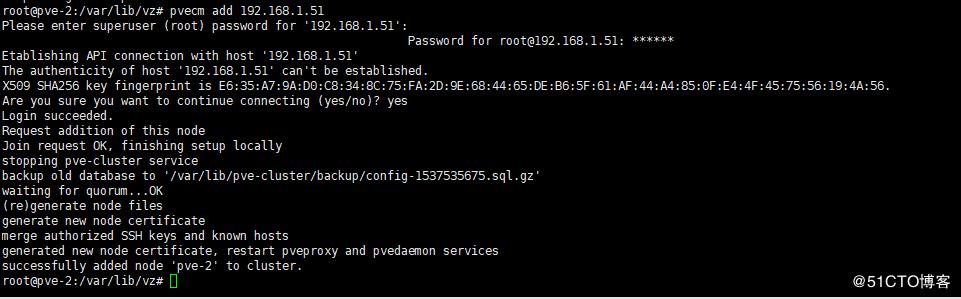 root@pve-2:/var/lib/vz# pvecm add 192.168.1.51
Please enter superuser (root) password for '192.168.1.51':
Password for root@192.168.1.51: ******
Etablishing API connection with host '192.168.1.51'
The authenticity of host '192.168.1.51' can't be established.
X509 SHA256 key fingerprint is E6:35:A7:9A:D0:C8:34:8C:75:FA:2D:9E:68:44:65:DE:B6:5F:61:AF:44:A4:85:0F:E4:4F:45:75:56:19:4A:56.
Are you sure you want to continue connecting (yes/no)? yes
Login succeeded.
Request addition of this node
Join request OK, finishing setup locally
stopping pve-cluster service
backup old database to '/var/lib/pve-cluster/backup/config-1537535675.sql.gz'
waiting for quorum...OK
(re)generate node files
generate new node certificate
merge authorized SSH keys and known hosts
generated new node certificate, restart pveproxy and pvedaemon services
successfully added node 'pve-2' to cluster.
root@pve-2:/var/lib/vz#
@51CTO博客